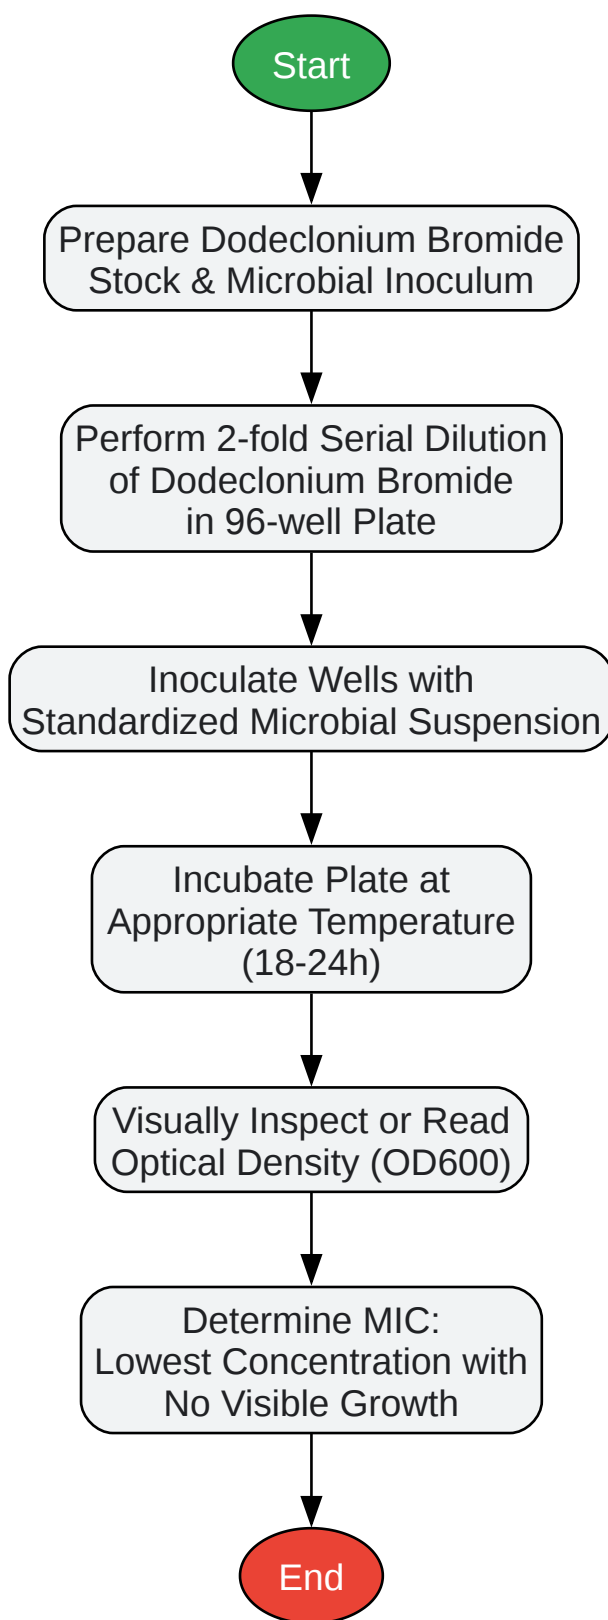 Start
Prepare Dodeclonium Bromide
Stock & Microbial Inoculum
Perform 2-fold Serial Dilution
of Dodeclonium Bromide
in 96-well Plate
Inoculate Wells with
Standardized Microbial Suspension
Incubate Plate at
Appropriate Temperature
(18-24h)
Visually Inspect or Read
Optical Density (OD600)
Determine MIC:
Lowest Concentration with
No Visible Growth
End